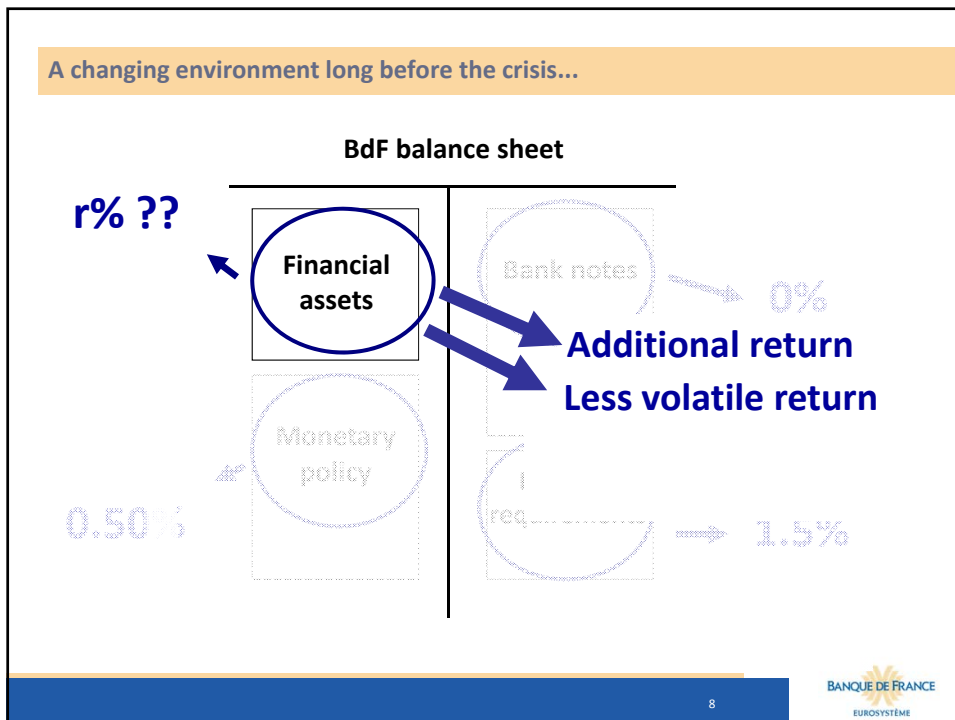 A changing environment long before the crisis...
BdF balance sheet
r% ??
Financial
assets
Bank notes
0%
Additional return
Less volatile return
Monetary
policy
0.50%
1.5%
8
BANQUE DE FRANCE
EUROSYSTÈME